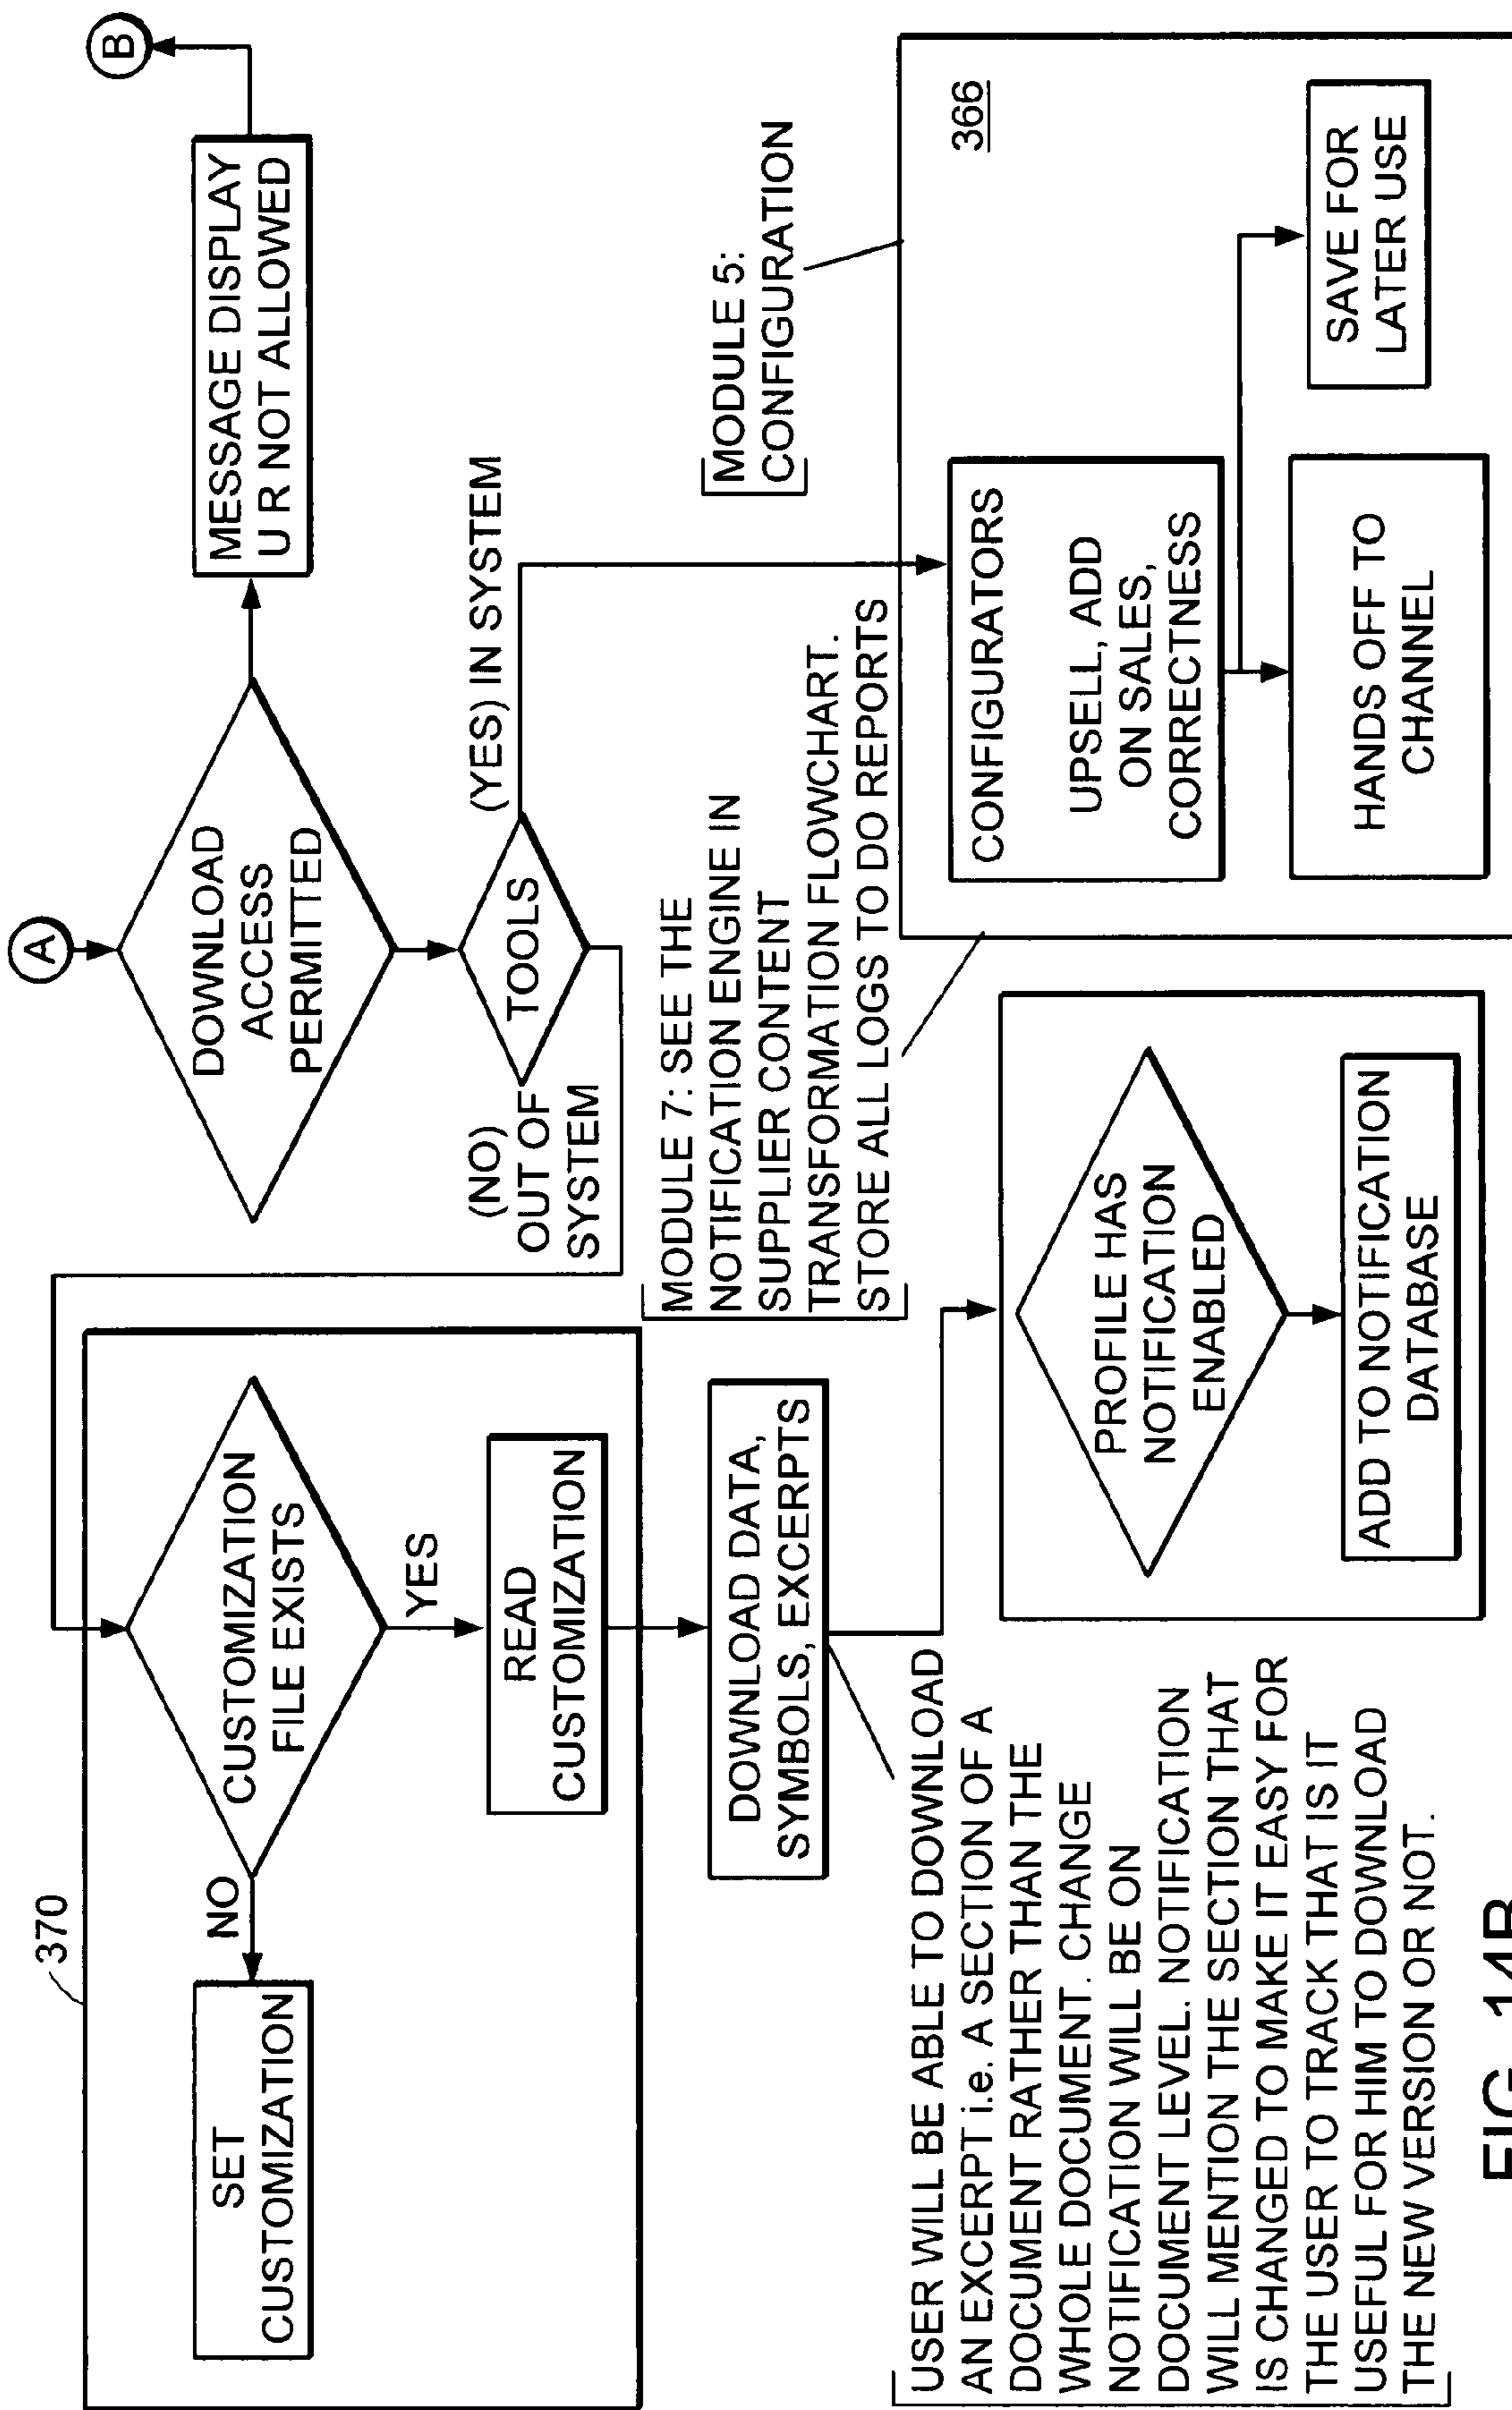 A
B
DOWNLOAD
ACCESS
PERMITTED
MESSAGE DISPLAY
U R NOT ALLOWED
TOOLS
(YES) IN SYSTEM
(NO)
OUT OF
SYSTEM
370
CUSTOMIZATION
FILE EXISTS
NO
YES
SET
CUSTOMIZATION
READ
CUSTOMIZATION
DOWNLOAD DATA,
SYMBOLS, EXCERPTS
MODULE 7: SEE THE
NOTIFICATION ENGINE IN
SUPPLIER CONTENT
TRANSFORMATION FLOWCHART.
STORE ALL LOGS TO DO REPORTS
MODULE 5:
CONFIGURATION
366
CONFIGURATORS
UPSELL, ADD
ON SALES,
CORRECTNESS
HANDS OFF TO
CHANNEL
SAVE FOR
LATER USE
PROFILE HAS
NOTIFICATION
ENABLED
ADD TO NOTIFICATION
DATABASE
USER WILL BE ABLE TO DOWNLOAD
AN EXCERPT i.e. A SECTION OF A
DOCUMENT RATHER THAN THE
WHOLE DOCUMENT. CHANGE
NOTIFICATION WILL BE ON
DOCUMENT LEVEL. NOTIFICATION
WILL MENTION THE SECTION THAT
IS CHANGED TO MAKE IT EASY FOR
THE USER TO TRACK THAT IS IT
USEFUL FOR HIM TO DOWNLOAD
THE NEW VERSION OR NOT.
FIG. 14B